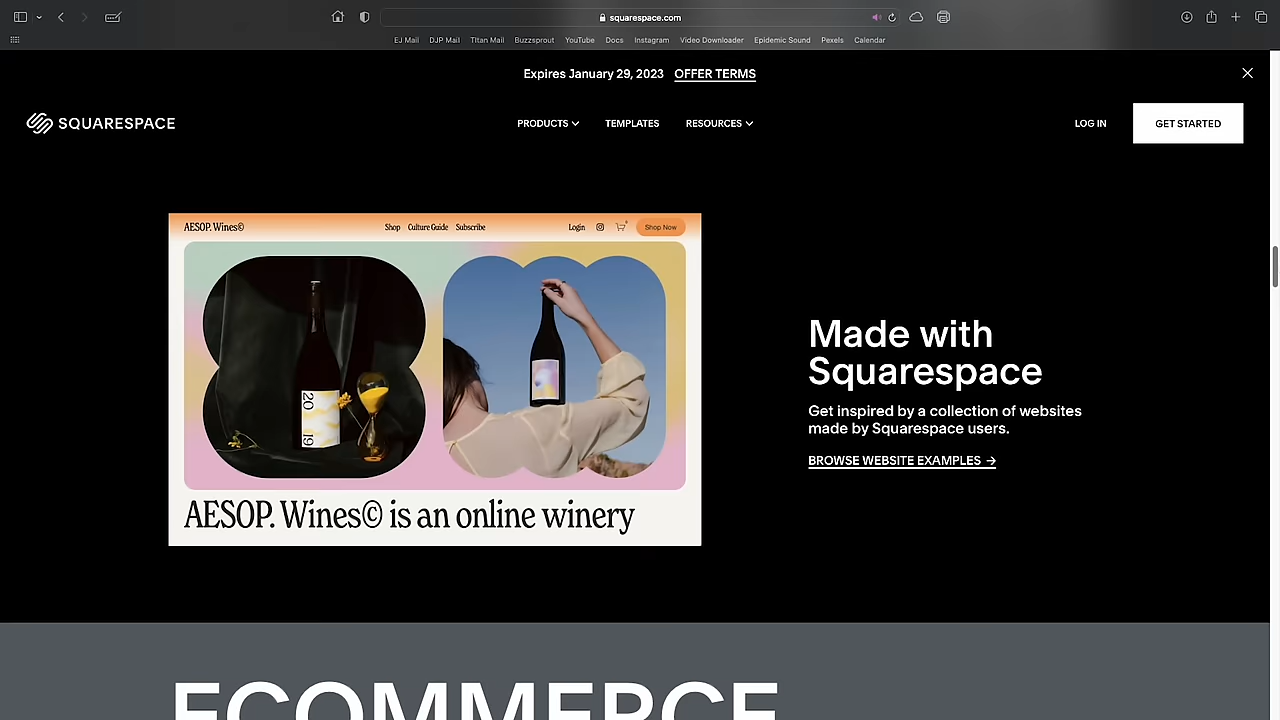 squarespace.com
EJ Mail DJP Mail Titan Mail Buzzsprout YouTube Docs Instagram Video Downloader Epidemic Sound Pexels Calendar
Expires January 29, 2023 OFFER TERMS
SQUARESPACE PRODUCTS TEMPLATES RESOURCES LOG IN GET STARTED
AESOP. Wines© Shop Culture Guide Subscribe Login Shop Now
20
19
AESOP. Wines© is an online winery
Made with
Squarespace
Get inspired by a collection of websites
made by Squarespace users.
BROWSE WEBSITE EXAMPLES →
ECOMMERCE